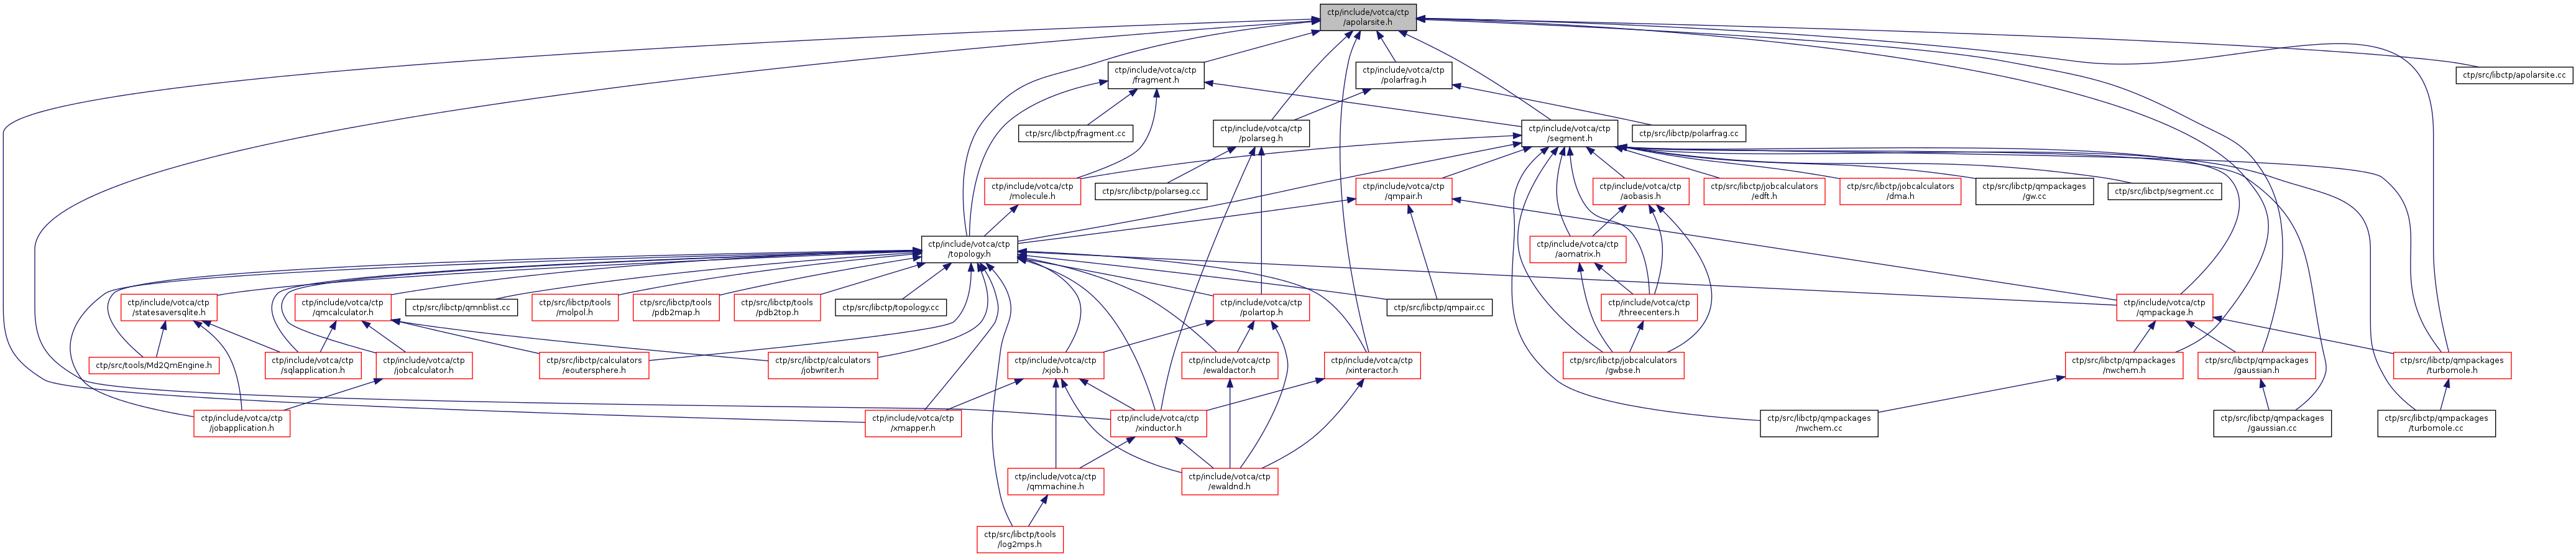 ctp/include/votca/ctp
/apolarsite.h
ctp/include/votca/ctp
/fragment.h
ctp/include/votca/ctp
/polarfrag.h
ctp/src/libctp/apolarsite.cc
ctp/src/libctp/fragment.cc
ctp/include/votca/ctp
/polarseg.h
ctp/include/votca/ctp
/segment.h
ctp/src/libctp/polarfrag.cc
ctp/include/votca/ctp
/molecule.h
ctp/src/libctp/polarseg.cc
ctp/include/votca/ctp
/qmpair.h
ctp/include/votca/ctp
/aobasis.h
ctp/src/libctp/jobcalculators
/edft.h
ctp/src/libctp/jobcalculators
/dma.h
ctp/src/libctp/qmpackages
/gw.cc
ctp/src/libctp/segment.cc
ctp/include/votca/ctp
/topology.h
ctp/include/votca/ctp
/aomatrix.h
ctp/include/votca/ctp
/statesaversqlite.h
ctp/include/votca/ctp
/qmcalculator.h
ctp/src/libctp/qmnblist.cc
ctp/src/libctp/tools
/molpol.h
ctp/src/libctp/tools
/pdb2map.h
ctp/src/libctp/tools
/pdb2top.h
ctp/src/libctp/topology.cc
ctp/include/votca/ctp
/polartop.h
ctp/src/libctp/qmpair.cc
ctp/include/votca/ctp
/threecenters.h
ctp/include/votca/ctp
/qmpackage.h
ctp/src/tools/Md2QmEngine.h
ctp/include/votca/ctp
/sqlapplication.h
ctp/include/votca/ctp
/jobcalculator.h
ctp/src/libctp/calculators
/eoutersphere.h
ctp/src/libctp/calculators
/jobwriter.h
ctp/include/votca/ctp
/xjob.h
ctp/include/votca/ctp
/ewaldactor.h
ctp/include/votca/ctp
/xinteractor.h
ctp/src/libctp/jobcalculators
/gwbse.h
ctp/src/libctp/qmpackages
/nwchem.h
ctp/src/libctp/qmpackages
/gaussian.h
ctp/src/libctp/qmpackages
/turbomole.h
ctp/include/votca/ctp
/jobapplication.h
ctp/include/votca/ctp
/xmapper.h
ctp/include/votca/ctp
/xinductor.h
ctp/src/libctp/qmpackages
/nwchem.cc
ctp/src/libctp/qmpackages
/gaussian.cc
ctp/src/libctp/qmpackages
/turbomole.cc
ctp/include/votca/ctp
/qmmachine.h
ctp/include/votca/ctp
/ewaldnd.h
ctp/src/libctp/tools
/log2mps.h